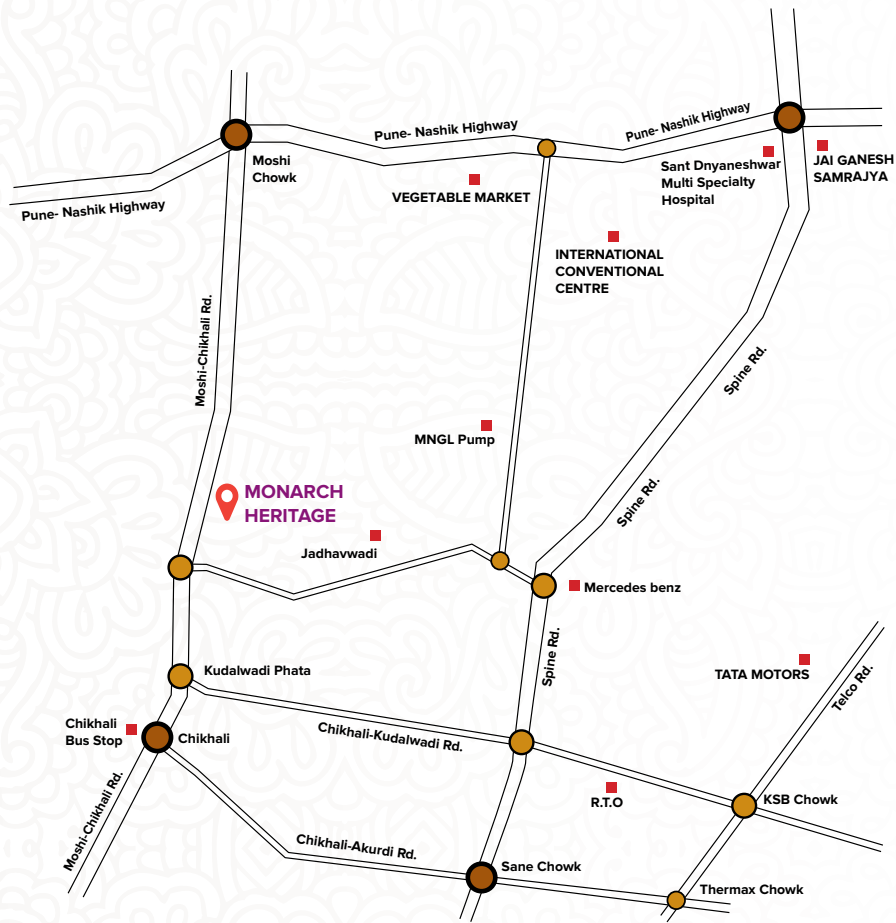 Pune- Nashik Highway
Pune- Nashik Highway
Moshi
Chowk
Sant Dnyaneshwar
Multi Specialty
Hospital
JAI GANESH
SAMRAJYA
VEGETABLE MARKET
Pune- Nashik Highway
INTERNATIONAL
CONVENTIONAL
CENTRE
Moshi-Chikhali Rd.
Spine Rd.
MNGL Pump
MONARCH
HERITAGE
Spine Rd.
Jadhavwadi
Mercedes benz
Spine Rd.
Kudalwadi Phata
TATA MOTORS
Telco Rd.
Chikhali
Bus Stop
Chikhali
Chikhali-Kudalwadi Rd.
R.T.O
KSB Chowk
Moshi-Chikhali Rd.
Chikhali-Akurdi Rd.
Sane Chowk
Thermax Chowk